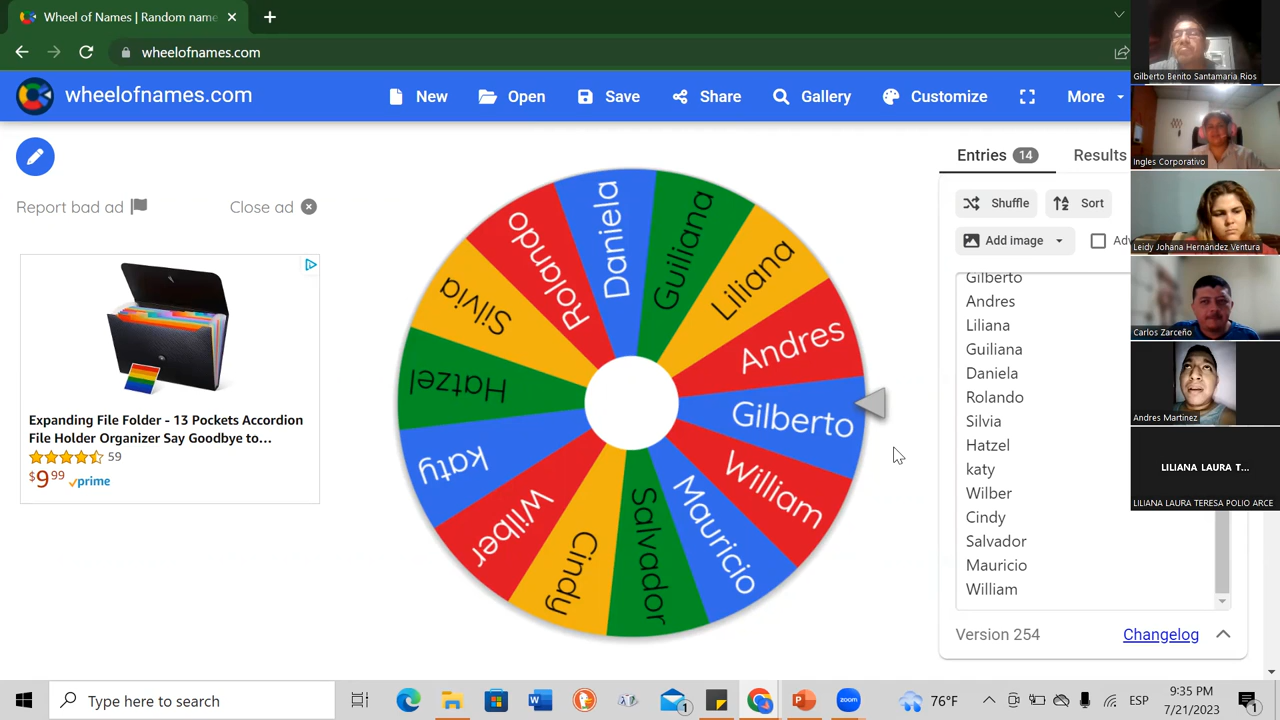 Wheel of Names | Random name
wheelofnames.com
wheelofnames.com
New
Open
Save
Share
Gallery
Customize
More
Report bad ad
Close ad
Expanding File Folder - 13 Pockets Accordion
File Holder Organizer Say Goodbye to...
59
$9.99
prime
Daniela
Guiliana
Liliana
Andres
Gilberto
William
Mauricio
Salvador
Cindy
Wilber
katy
Hatzel
Silvia
Rolando
Entries 14
Results
Shuffle
Sort
Add image
Gilberto
Andres
Liliana
Guiliana
Daniela
Rolando
Silvia
Hatzel
katy
Wilber
Cindy
Salvador
Mauricio
William
Version 254
Changelog
Gilberto Benito Santamaria Rios
Ingles Corporativo
Leidy Johana Hernández Ventura
Carlos Zarceño
Andres Martinez
LILIANA LAURA T...
LILIANA LAURA TERESA POLIO ARCE
Type here to search
1
zoom
76°F
ESP
9:35 PM
7/21/2023
1